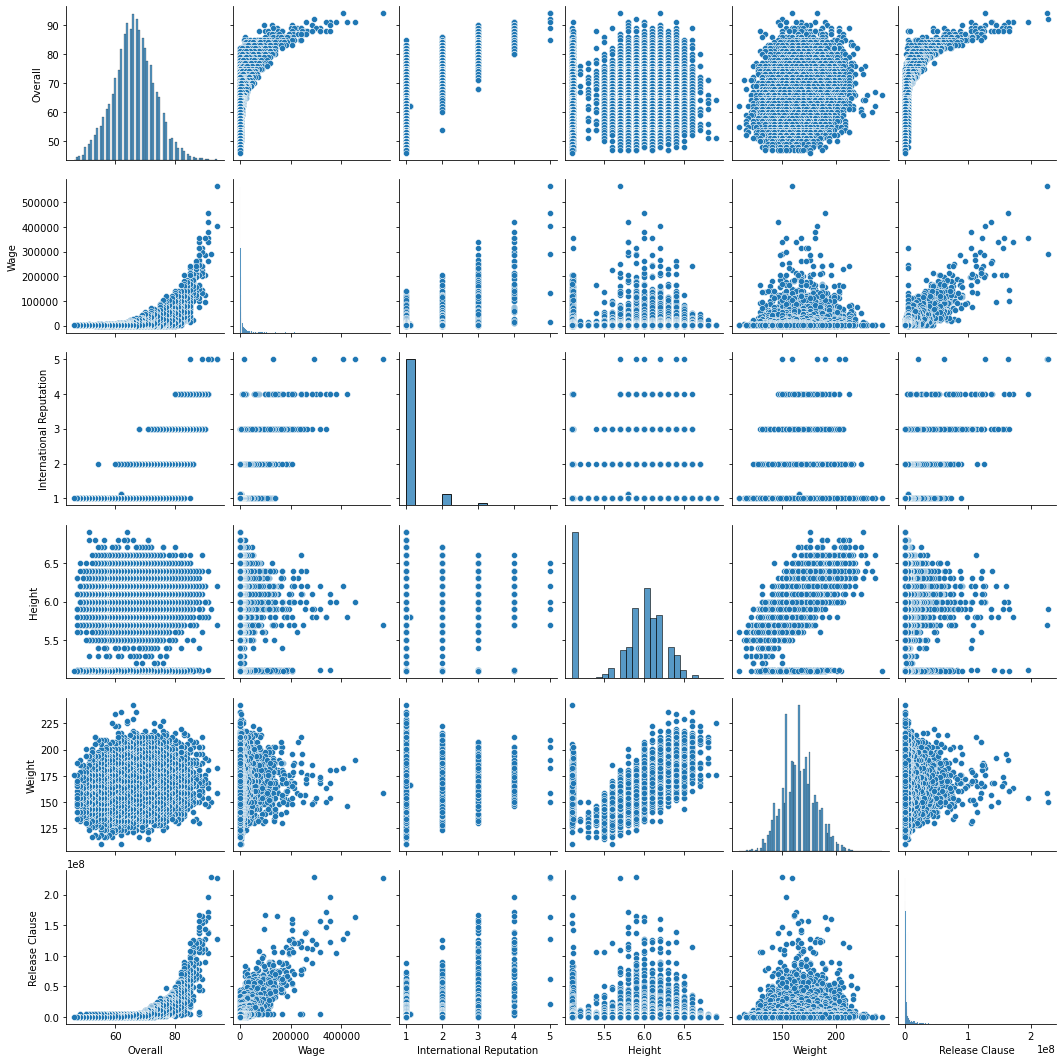 90
80
70
60
50
Overall
500000
400000
300000
200000
100000
0
Wage
5
4
3
2
1
International Reputation
6.5
6.0
5.5
Height
225
200
175
150
125
Weight
1e8
2.0
1.5
1.0
0.5
0.0
Release Clause
60 80
Overall
0 200000 400000
Wage
1 2 3 4 5
International Reputation
5.5 6.0 6.5
Height
150 200
Weight
0 1 2
1e8
Release Clause